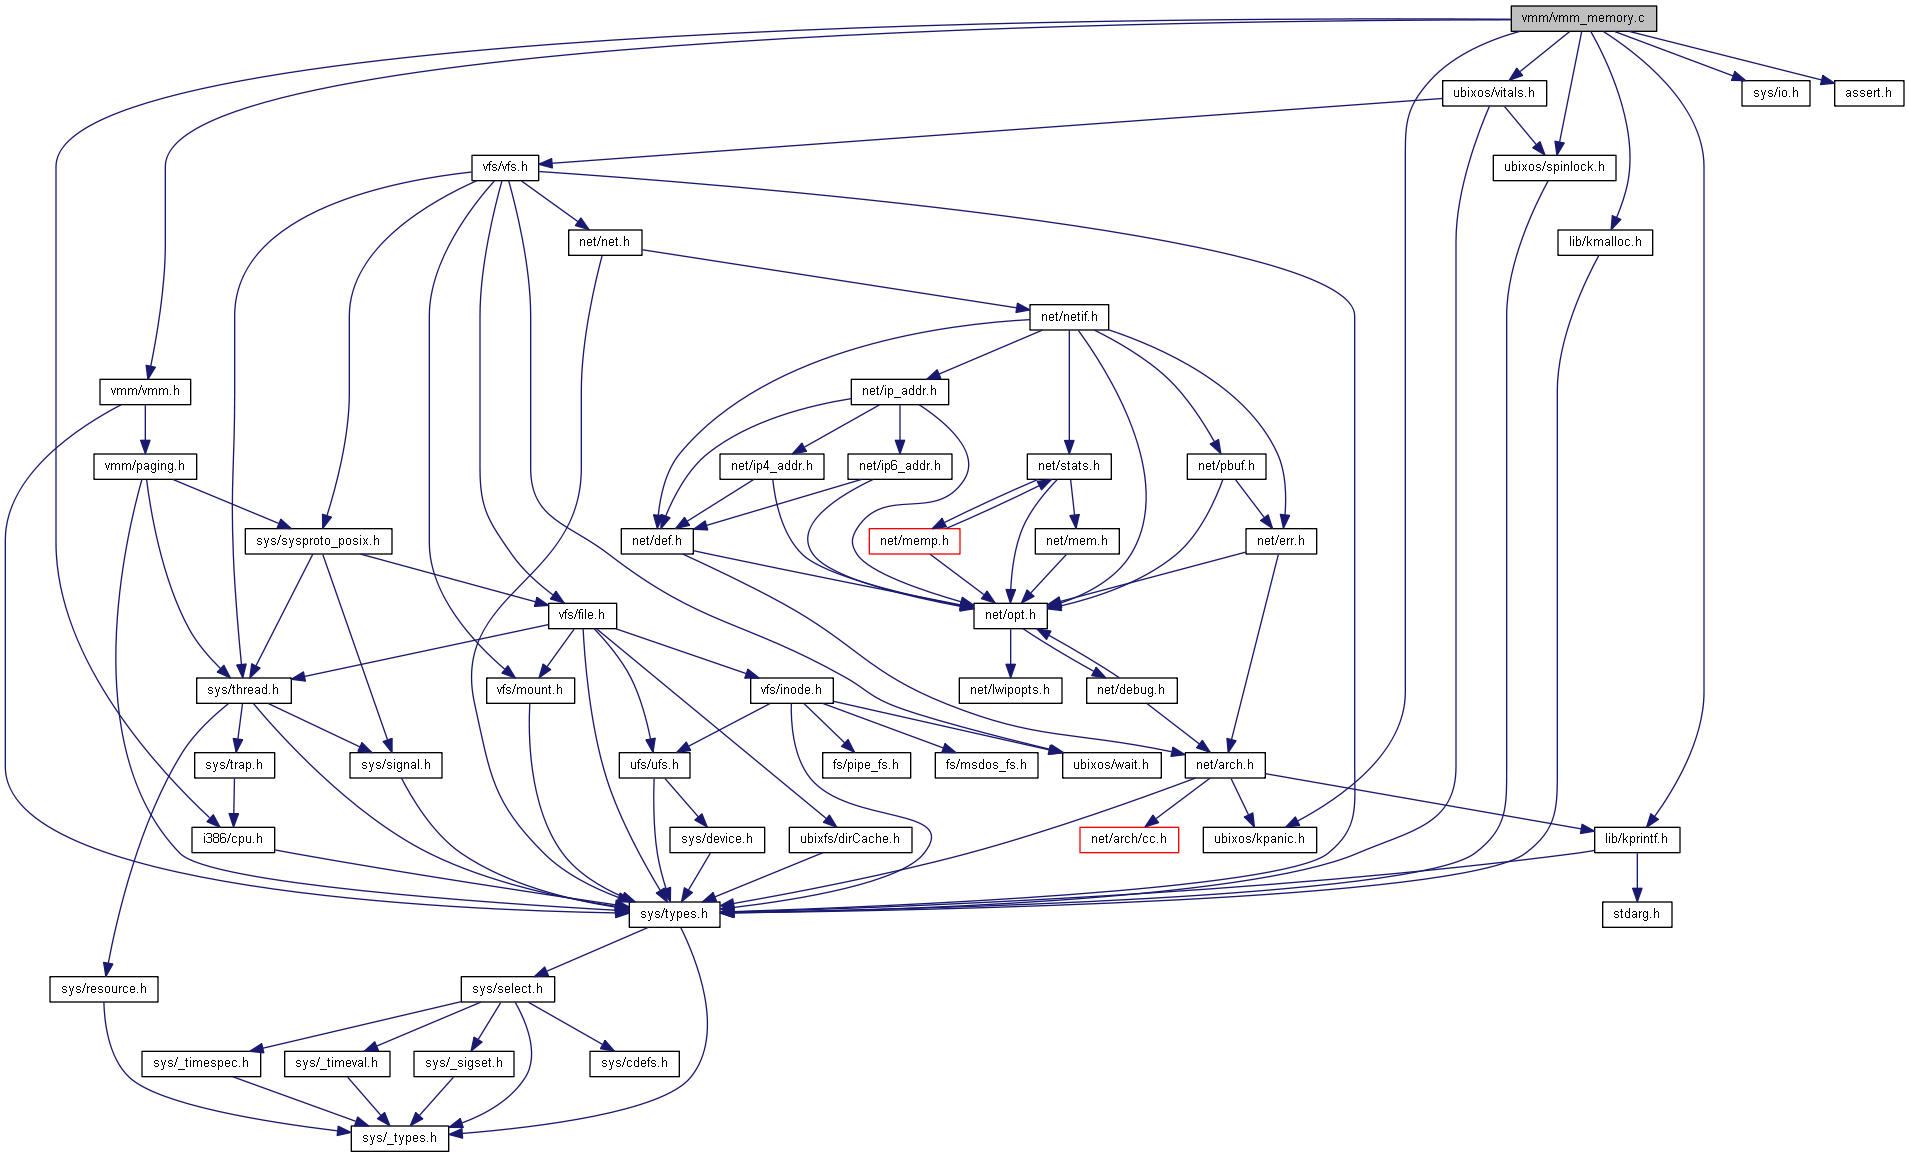 vmm/vmm_memory.c
ubixos/vitals.h
sys/io.h
assert.h
vfs/vfs.h
ubixos/spinlock.h
net/net.h
lib/kmalloc.h
net/netif.h
vmm/vmm.h
net/ip_addr.h
vmm/paging.h
net/ip4_addr.h
net/ip6_addr.h
net/stats.h
net/pbuf.h
sys/sysproto_posix.h
net/def.h
net/memp.h
net/mem.h
net/err.h
vfs/file.h
net/opt.h
sys/thread.h
vfs/mount.h
vfs/inode.h
net/lwipopts.h
net/debug.h
sys/trap.h
sys/signal.h
ufs/ufs.h
fs/pipe_fs.h
fs/msdos_fs.h
ubixos/wait.h
net/arch.h
i386/cpu.h
sys/device.h
ubixfs/dirCache.h
net/arch/cc.h
ubixos/kpanic.h
lib/kprintf.h
sys/types.h
stdarg.h
sys/resource.h
sys/select.h
sys/_timespec.h
sys/_timeval.h
sys/_sigset.h
sys/cdefs.h
sys/_types.h